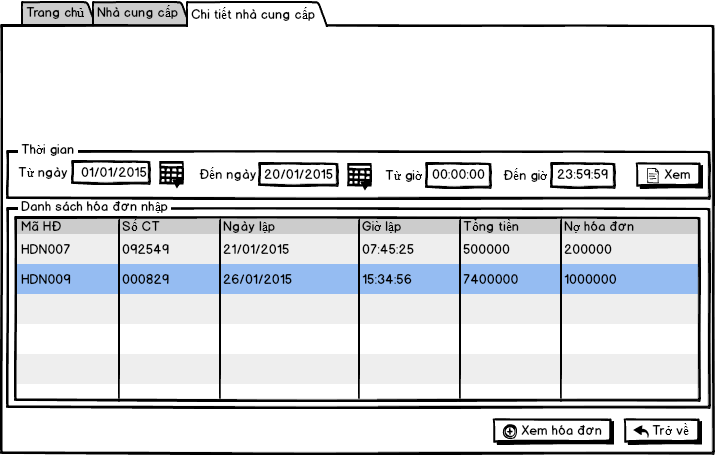 Trang chủ Nhà cung cấp Chi tiết nhà cung cấp
Thời gian
Từ ngày 01/01/2015 Đến ngày 20/01/2015 Từ giờ 00:00:00 Đến giờ 23:59:59 Xem
Danh sách hóa đơn nhập
Mã HĐ Số CT Ngày lập Giờ lập Tổng tiền Nợ hóa đơn
HDN007 092549 21/01/2015 07:45:25 500000 200000
HDN009 000829 26/01/2015 15:34:56 7400000 1000000
Xem hóa đơn Trở về